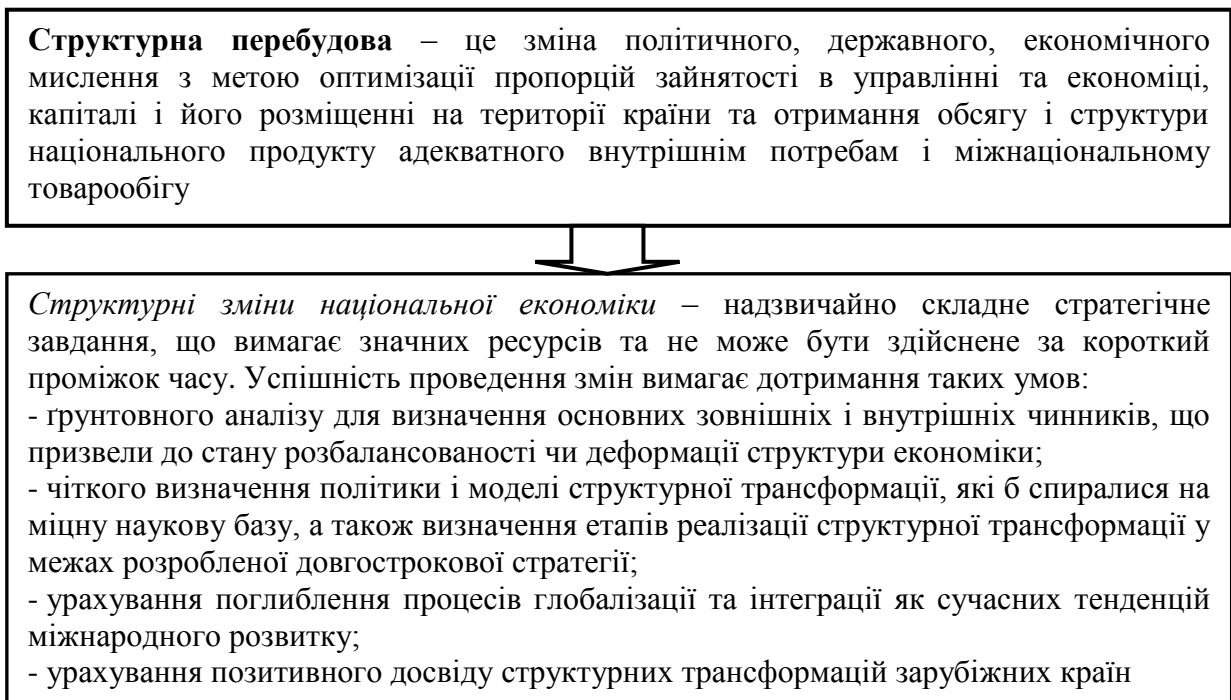 Структурна перебудова – це зміна політичного, державного, економічного
мислення з метою оптимізації пропорцій зайнятості в управлінні та економіці,
капіталі і його розміщенні на території країни та отримання обсягу і структури
національного продукту адекватного внутрішнім потребам і міжнаціональному
товарообігу
Структурні зміни національної економіки – надзвичайно складне стратегічне
завдання, що вимагає значних ресурсів та не може бути здійснене за короткий
проміжок часу. Успішність проведення змін вимагає дотримання таких умов:
- ґрунтовного аналізу для визначення основних зовнішніх і внутрішніх чинників, що
призвели до стану розбалансованості чи деформації структури економіки;
- чіткого визначення політики і моделі структурної трансформації, які б спиралися на
міцну наукову базу, а також визначення етапів реалізації структурної трансформації у
межах розробленої довгострокової стратегії;
- урахування поглиблення процесів глобалізації та інтеграції як сучасних тенденцій
міжнародного розвитку;
- урахування позитивного досвіду структурних трансформацій зарубіжних країн